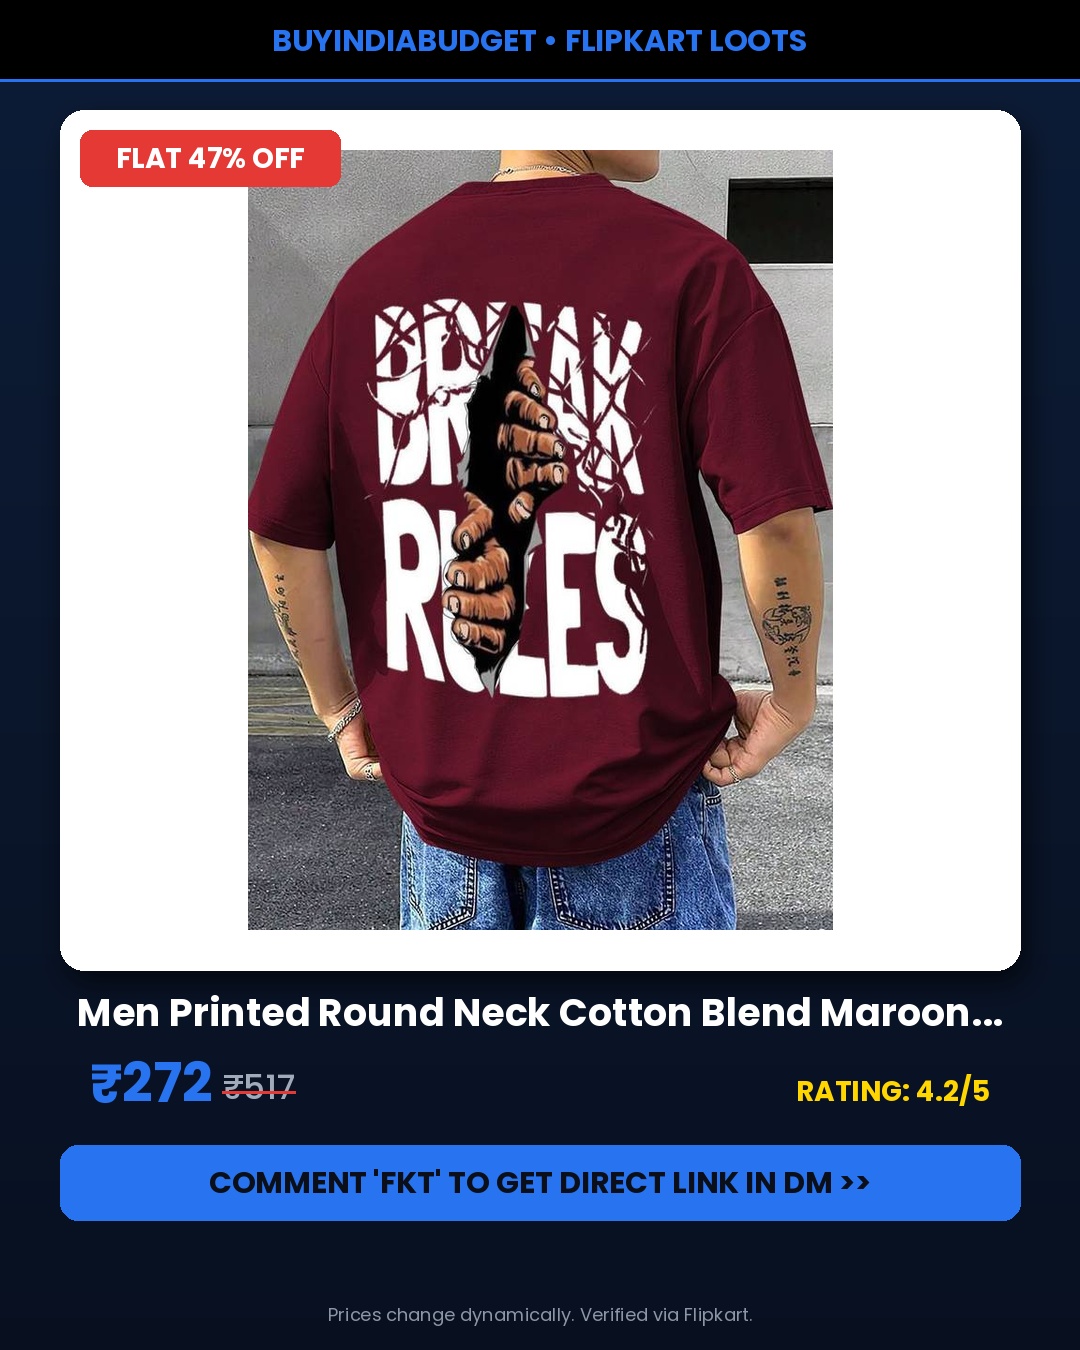 BUYINDIABUDGET • FLIPKART LOOTS
FLAT 47% OFF
BREAK
RULES
Men Printed Round Neck Cotton Blend Maroon...
₹272 ₹517
RATING: 4.2/5
COMMENT 'FKT' TO GET DIRECT LINK IN DM >>
Prices change dynamically. Verified via Flipkart.